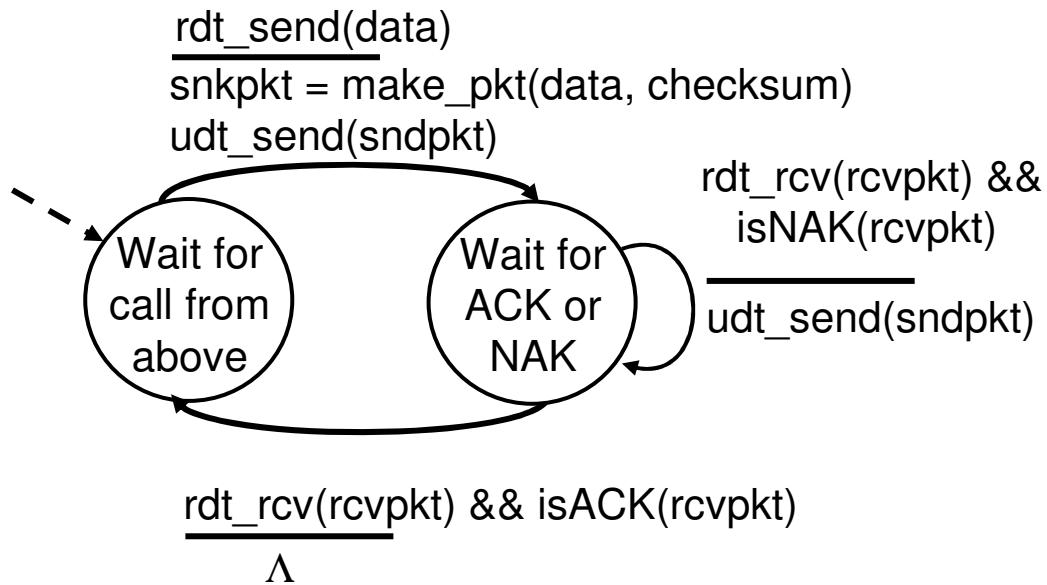 rdt_send(data)
snkpkt = make_pkt(data, checksum)
udt_send(sndpkt)
rdt_rcv(rcvpkt) &&
isNAK(rcvpkt)
udt_send(sndpkt)
Wait for
call from
above
Wait for
ACK or
NAK
rdt_rcv(rcvpkt) && isACK(rcvpkt)
Λ